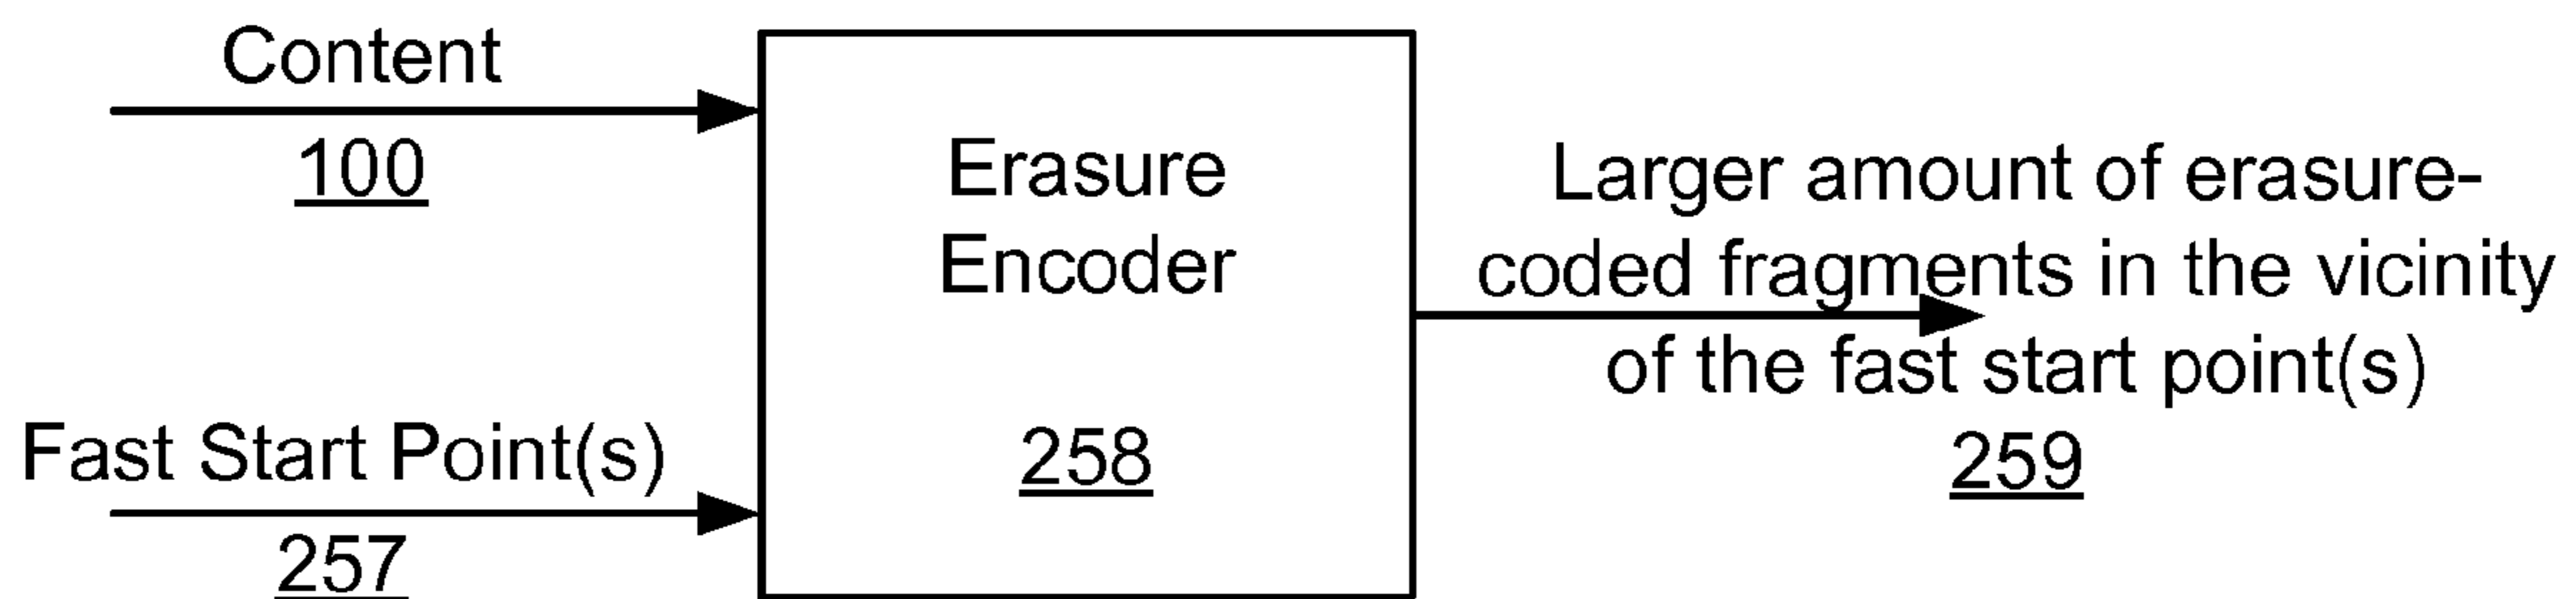 Content
100
Fast Start Point(s)
257
Erasure
Encoder
258
Larger amount of erasure-
coded fragments in the vicinity
of the fast start point(s)
259